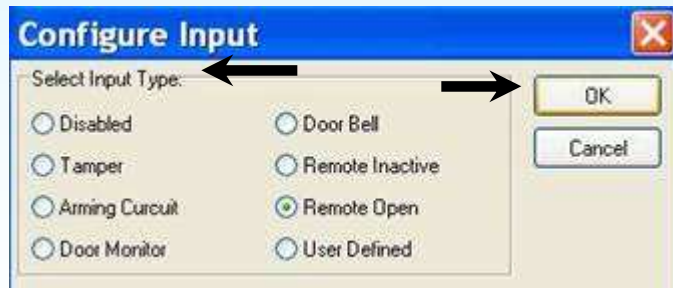 Configure Input
Select Input Type:
Disabled
Door Bell
Tamper
Remote Inactive
Arming Curcuit
Remote Open
Door Monitor
User Defined
OK
Cancel